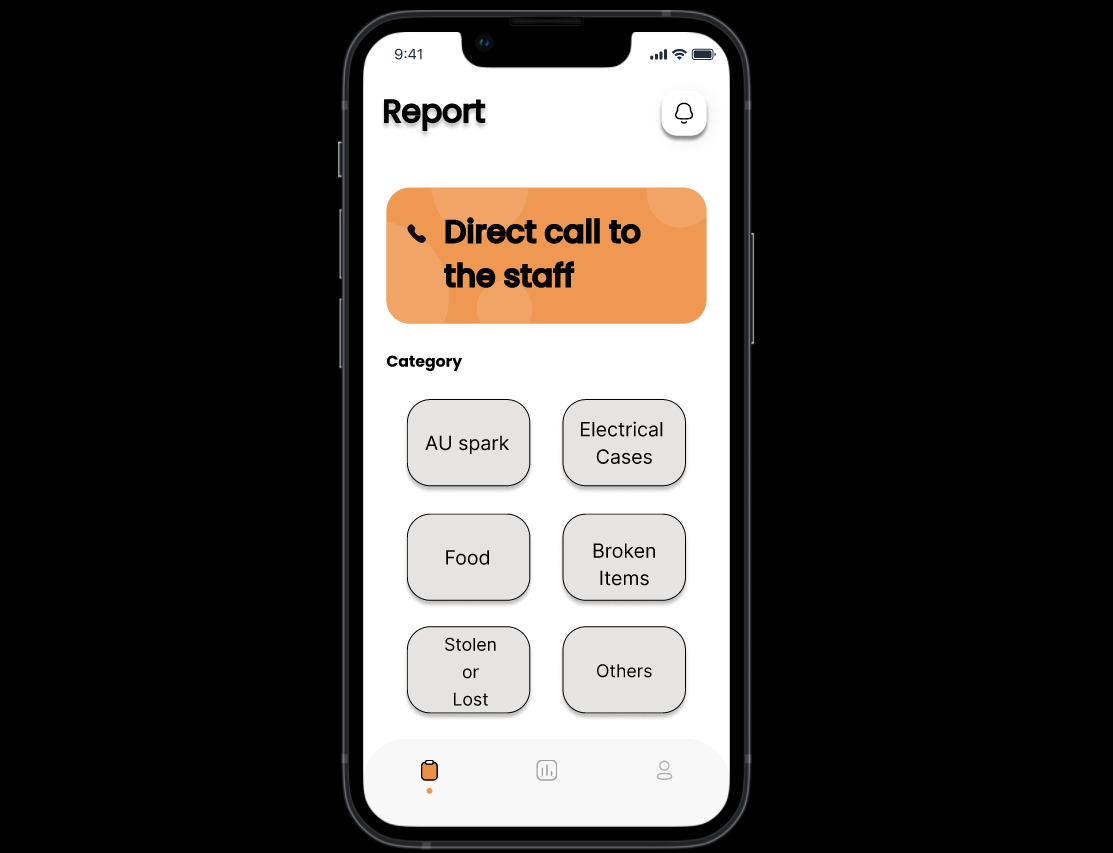 9:41
Report
Direct call to
the staff
Category
AU spark
Electrical
Cases
Food
Broken
Items
Stolen
or
Lost
Others